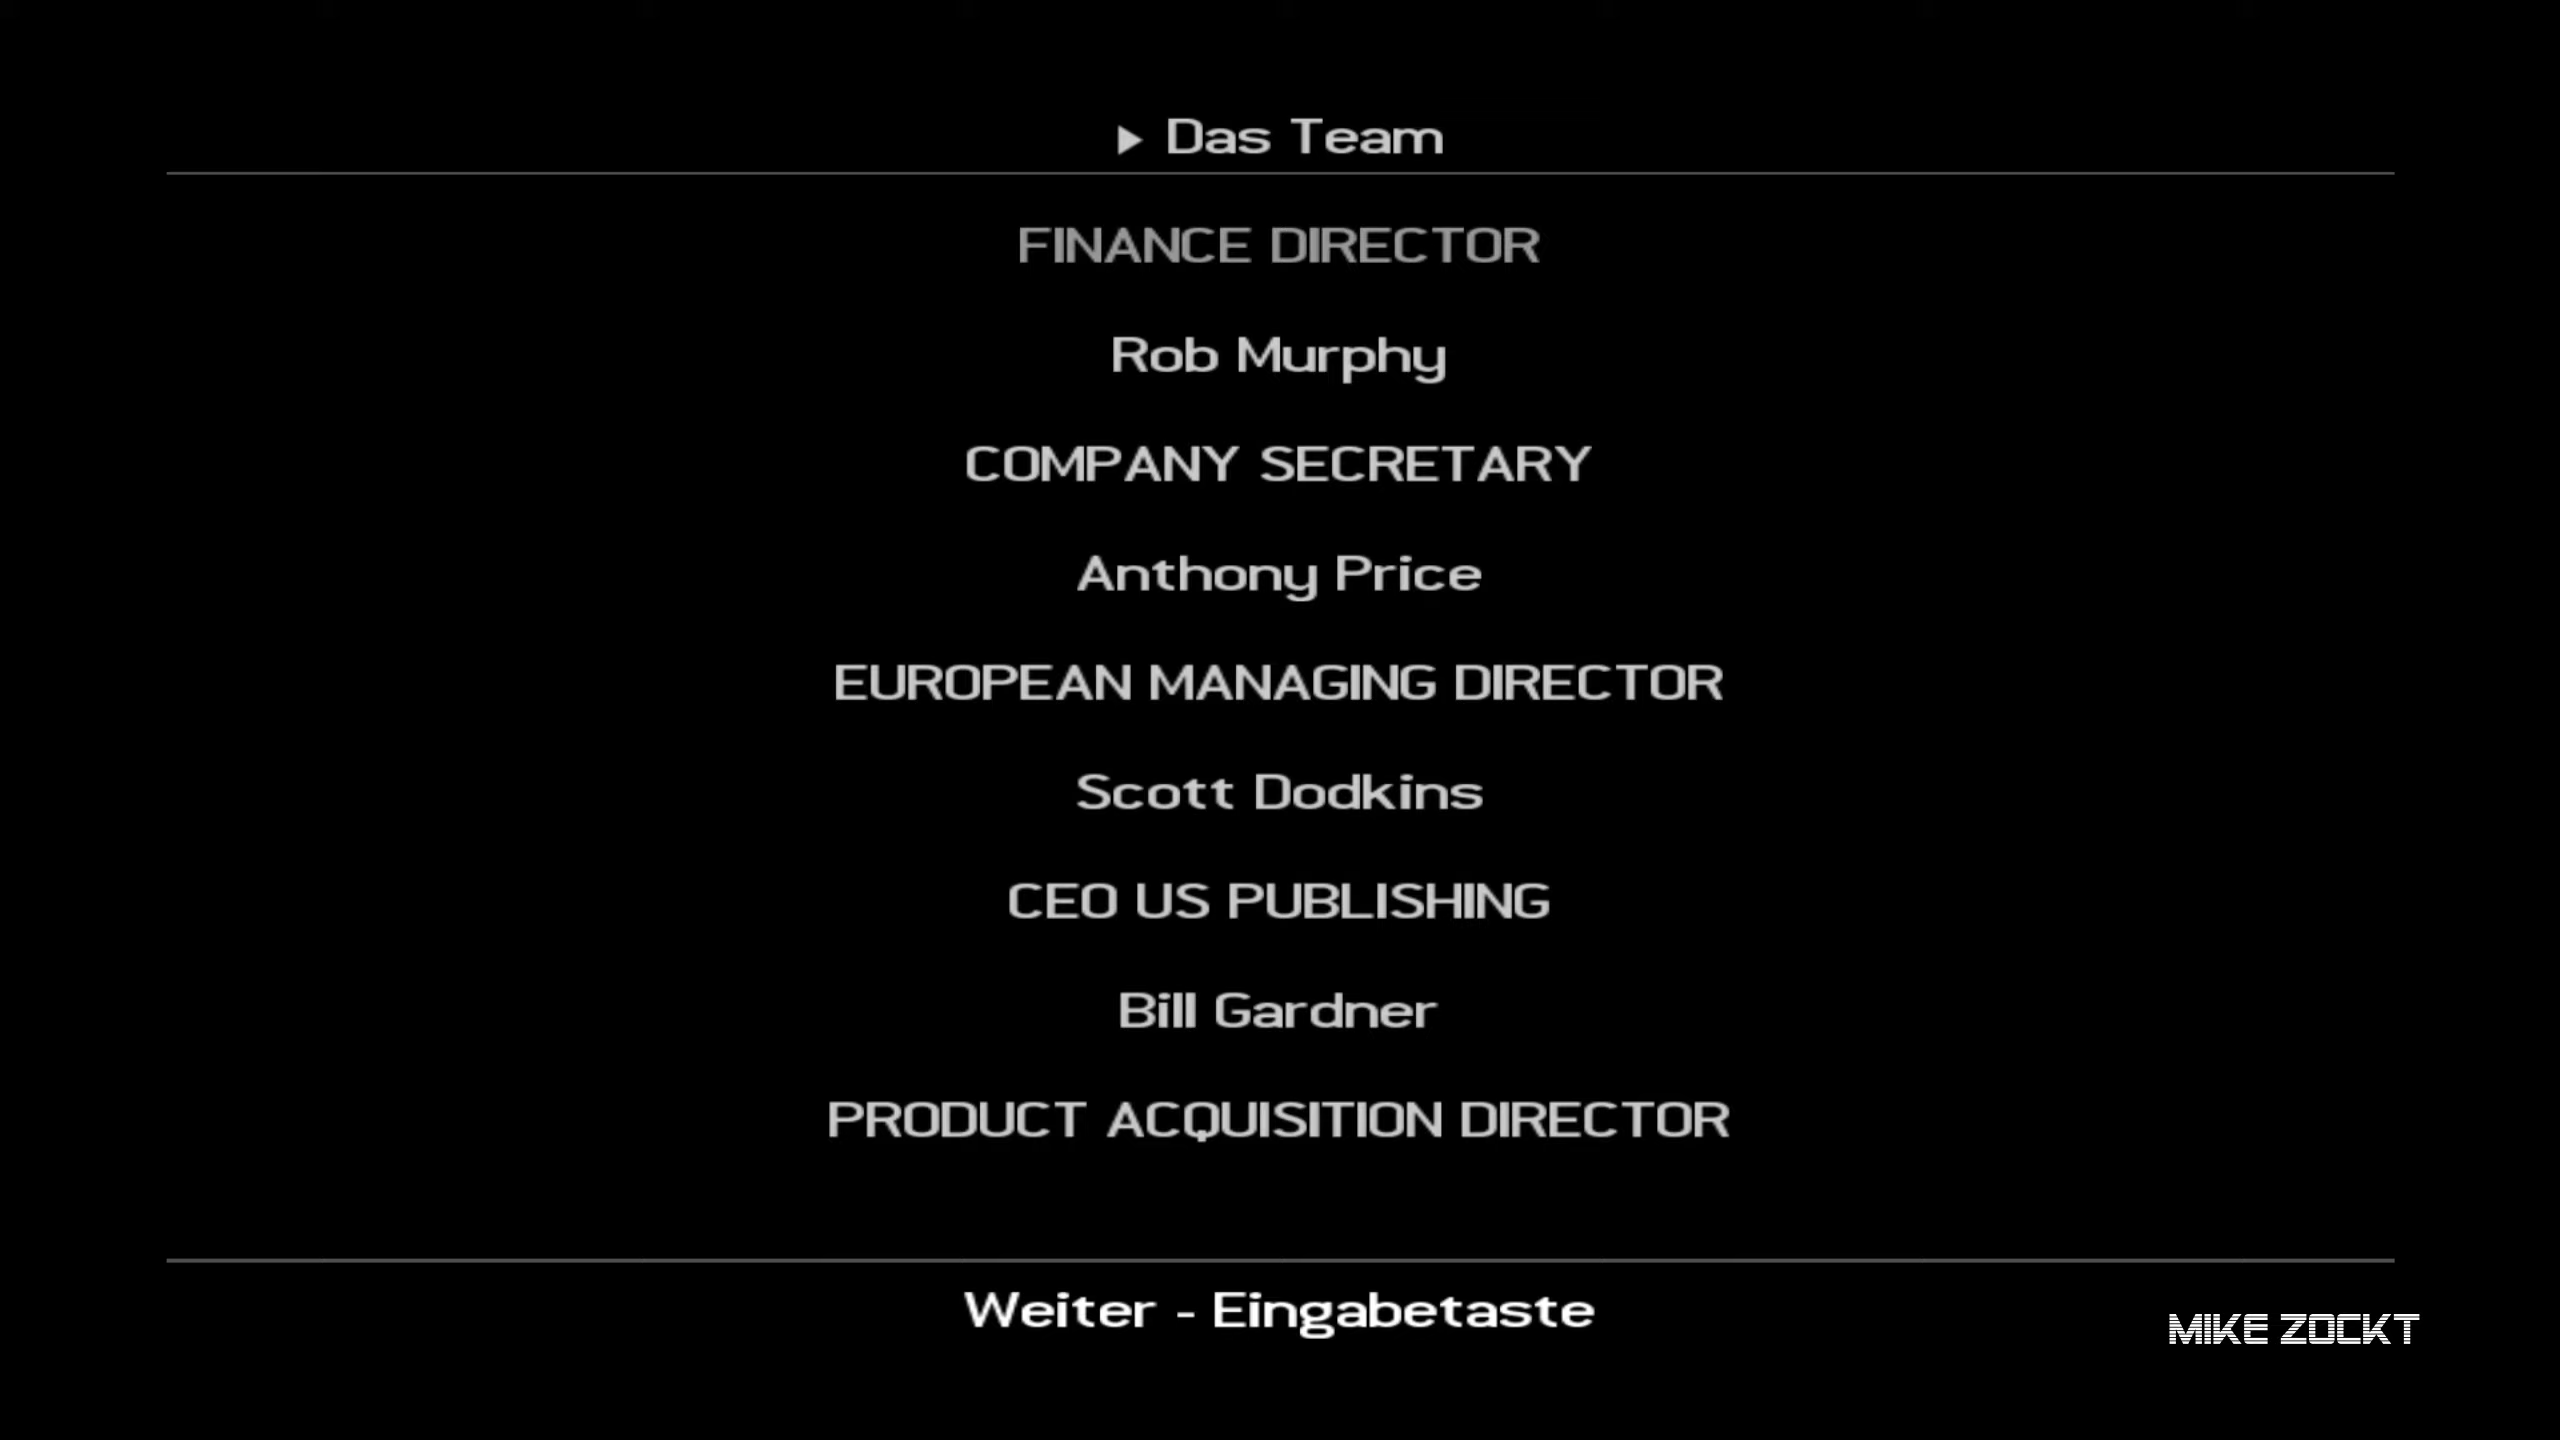 ▶ Das Team
FINANCE DIRECTOR
Rob Murphy
COMPANY SECRETARY
Anthony Price
EUROPEAN MANAGING DIRECTOR
Scott Dodkins
CEO US PUBLISHING
Bill Gardner
PRODUCT ACQUISITION DIRECTOR
Weiter - Eingabetaste
MIKE ZOCKT